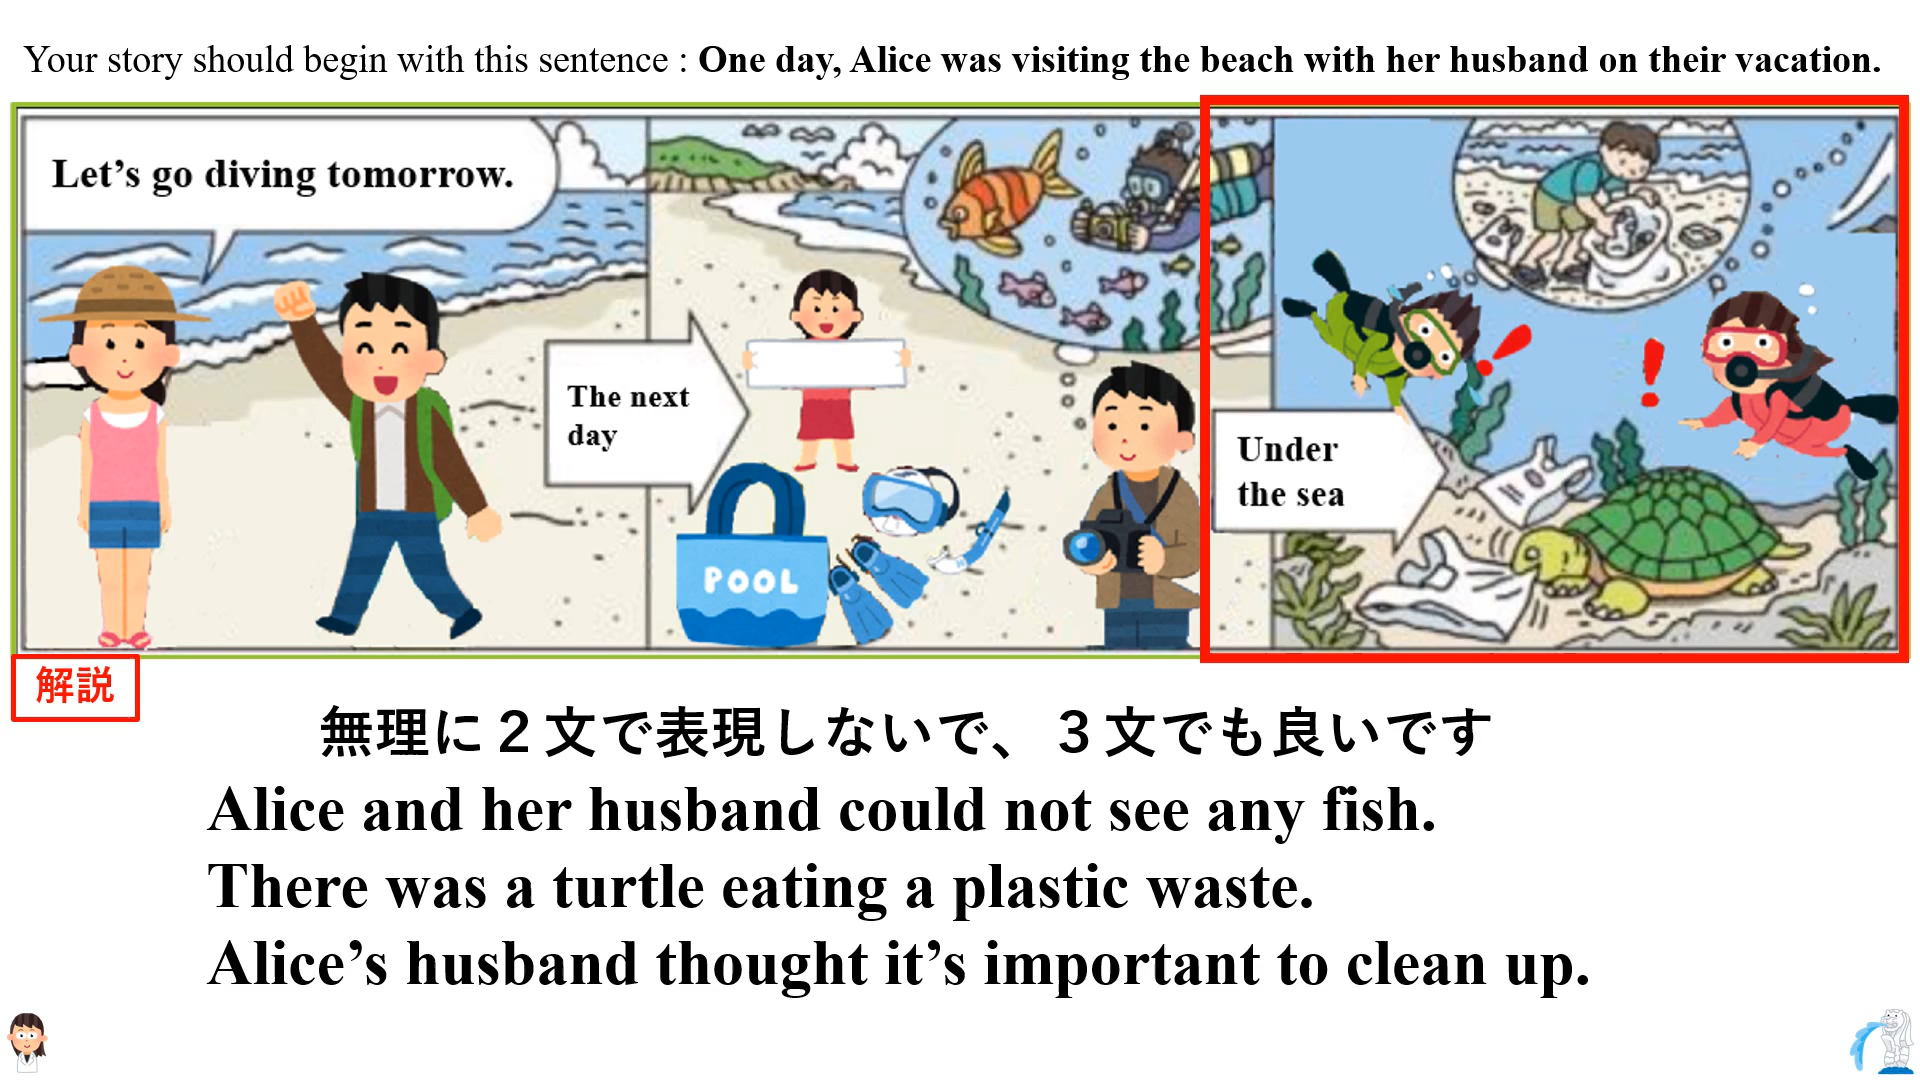 Your story should begin with this sentence : One day, Alice was visiting the beach with her husband on their vacation.
Let’s go diving tomorrow.
The next
day
POOL
Under
the sea
解説
無理に２文で表現しないで、３文でも良いです
Alice and her husband could not see any fish.
There was a turtle eating a plastic waste.
Alice’s husband thought it’s important to clean up.